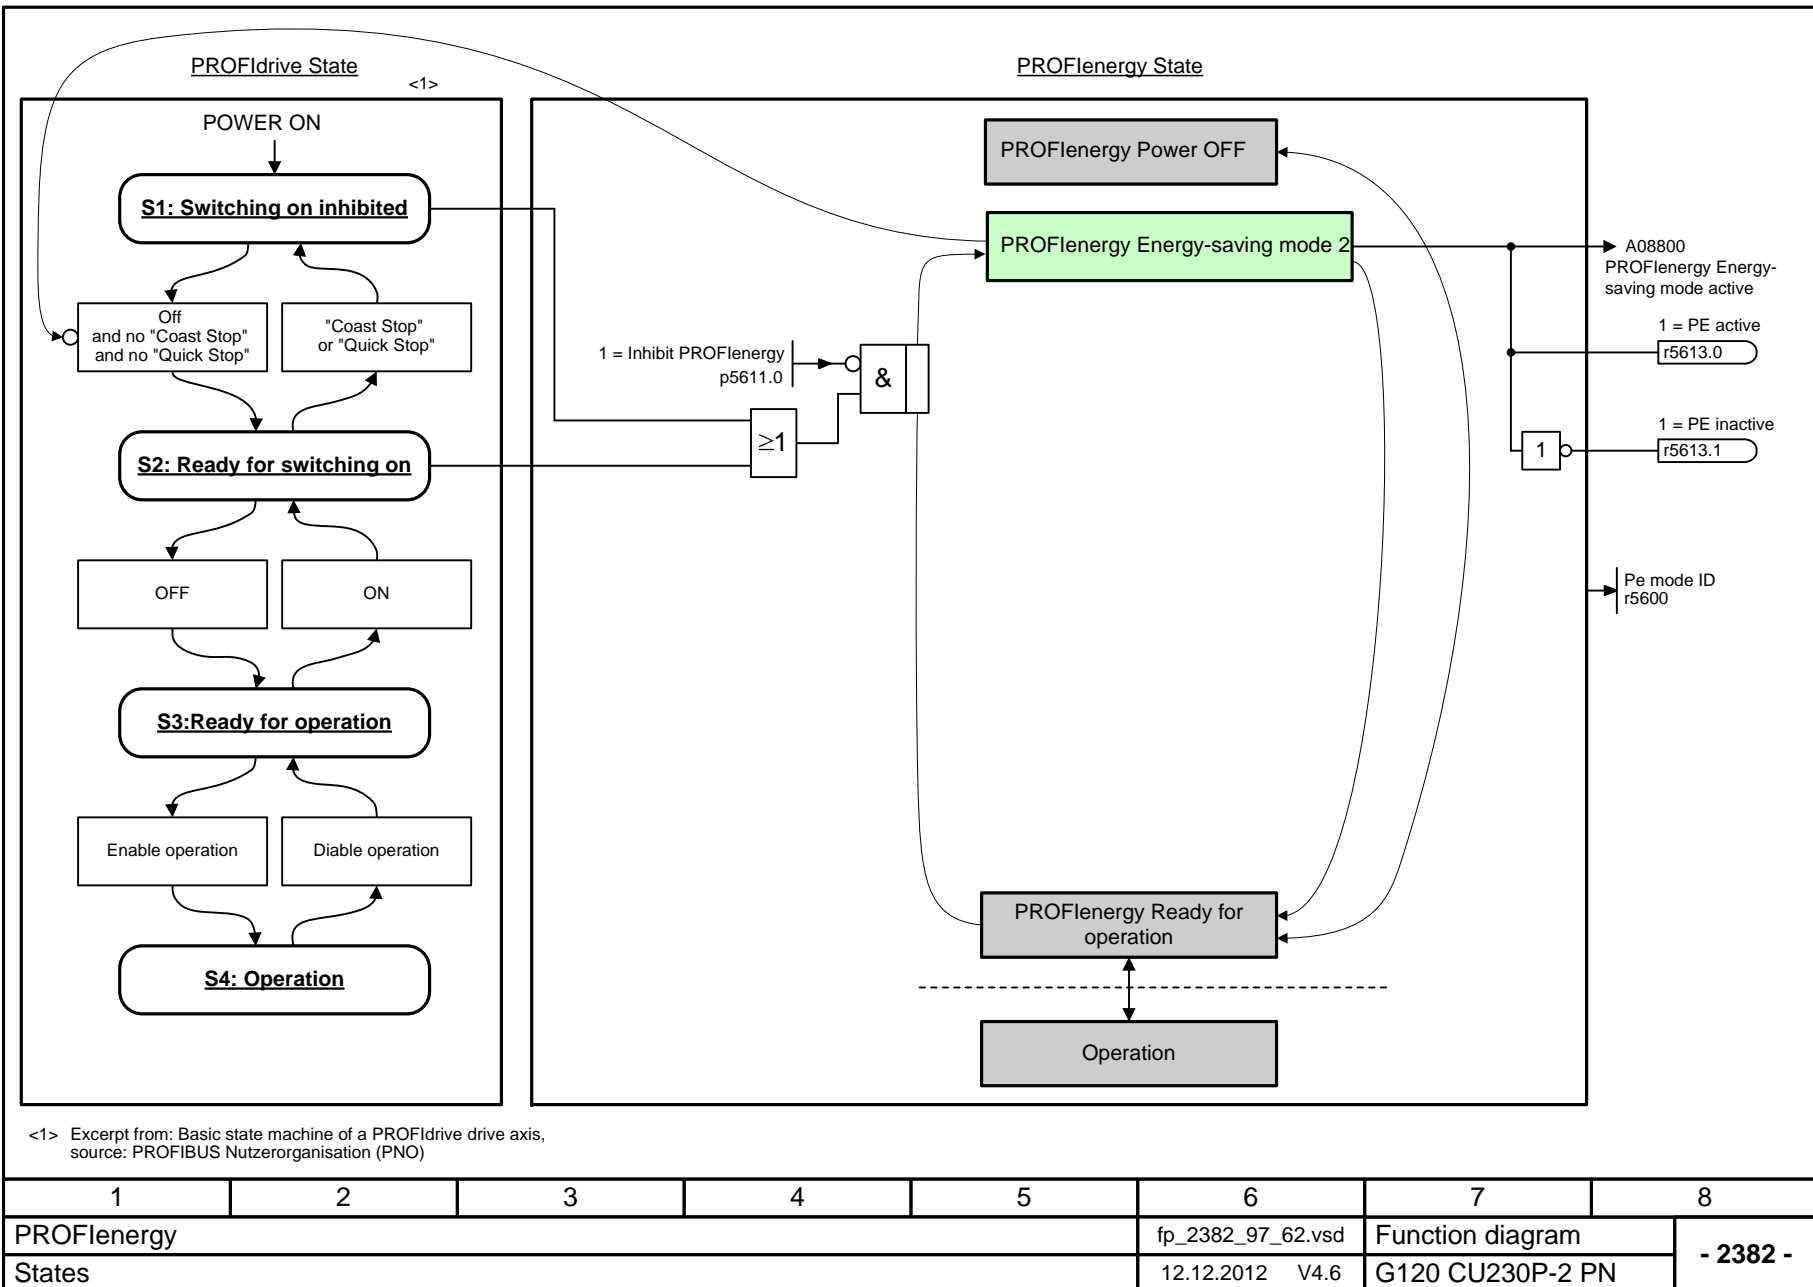 PROFIdrive State
<1>
PROFIenergy State
POWER ON
S1: Switching on inhibited
Off
and no "Coast Stop"
and no "Quick Stop"
"Coast Stop"
or "Quick Stop"
S2: Ready for switching on
OFF
ON
S3:Ready for operation
Enable operation
Diable operation
S4: Operation
PROFIenergy Power OFF
PROFIenergy Energy-saving mode 2
1 = Inhibit PROFIenergy
p5611.0
&
≥1
A08800
PROFIenergy Energy-
saving mode active
1 = PE active
r5613.0
1 = PE inactive
1
r5613.1
Pe mode ID
r5600
PROFIenergy Ready for
operation
Operation
<1> Excerpt from: Basic state machine of a PROFIdrive drive axis,
source: PROFIBUS Nutzerorganisation (PNO)
1 2 3 4 5 6 7 8
PROFIenergy
fp_2382_97_62.vsd
Function diagram
- 2382 -
States
12.12.2012 V4.6
G120 CU230P-2 PN